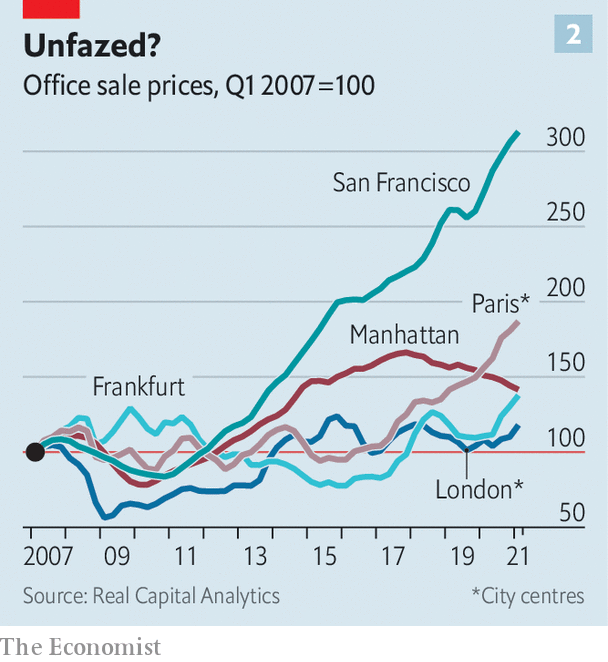 Unfazed?
2
Office sale prices, Q1 2007=100
300
San Francisco
250
200
Paris*
Manhattan
150
Frankfurt
100
London*
50
2007 09 11 13 15 17 19 21
Source: Real Capital Analytics *City centres
The Economist